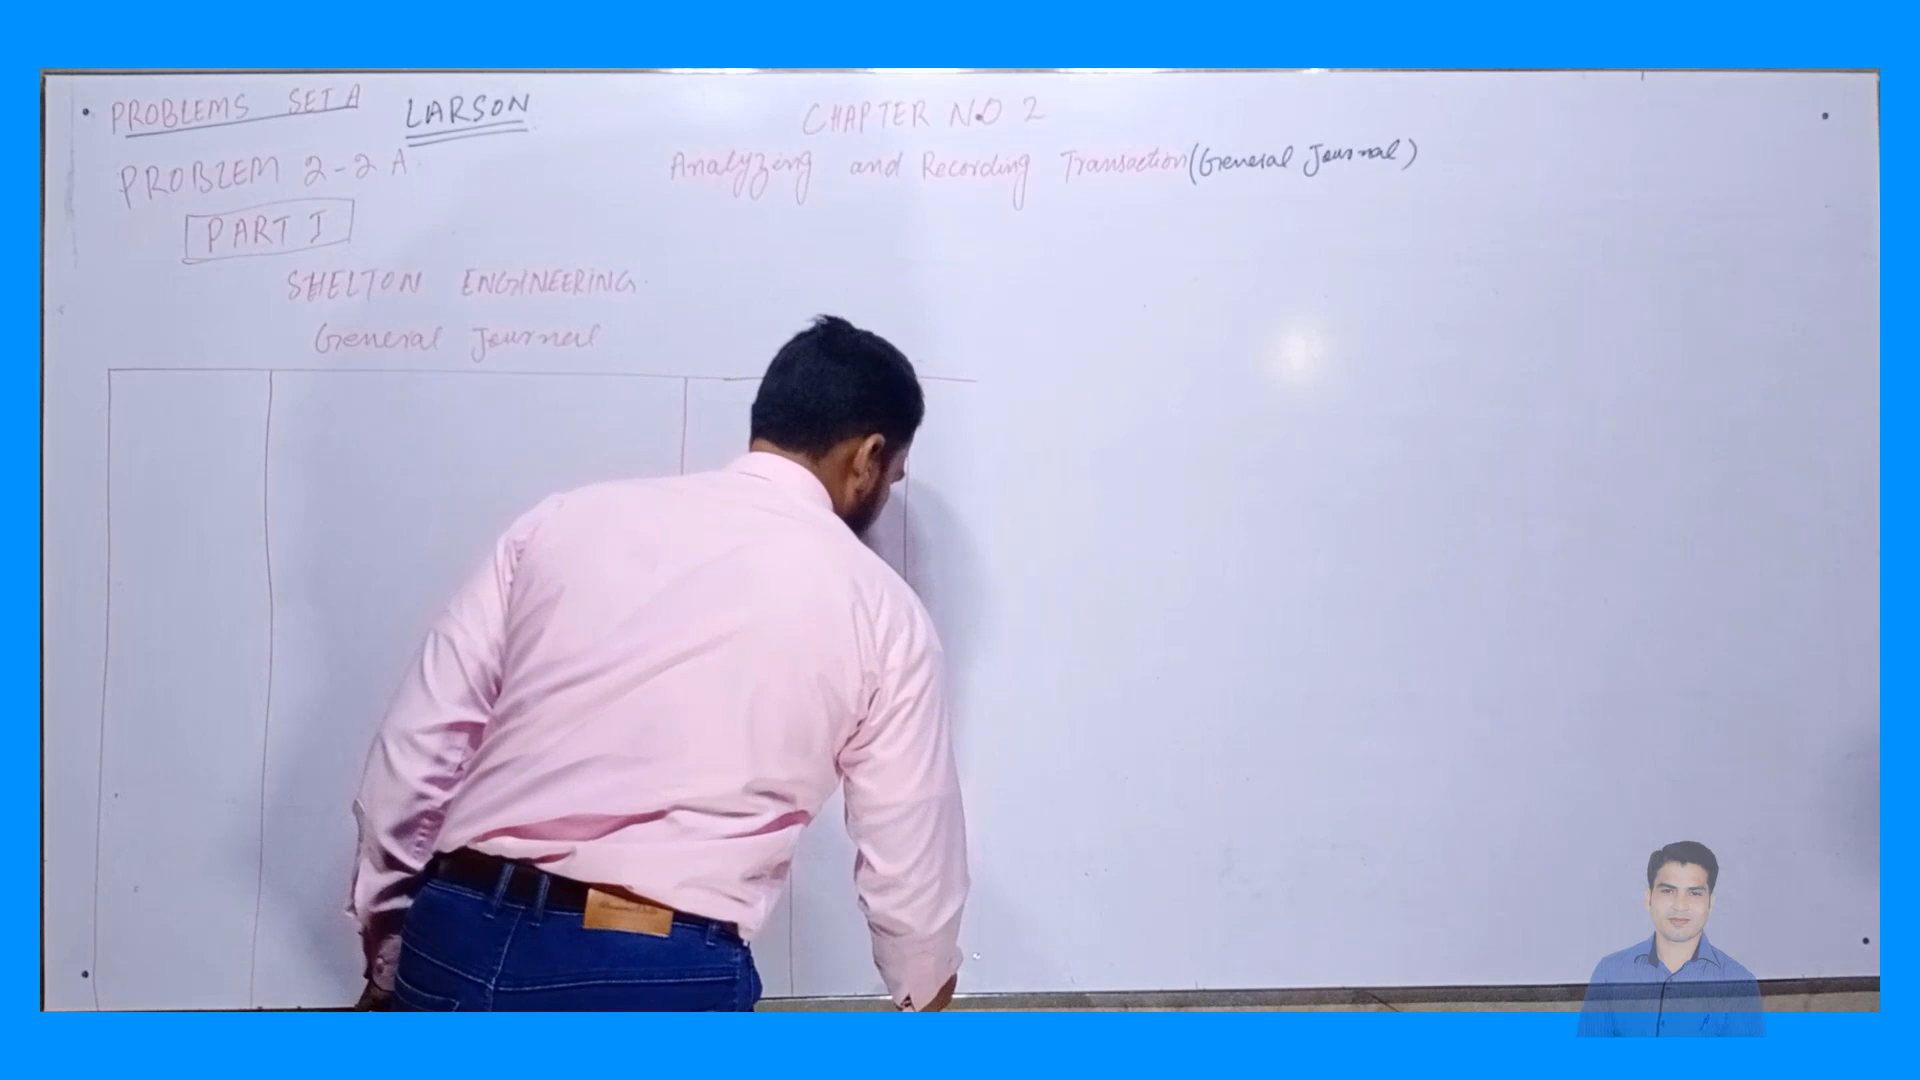 PROBLEMS SET A
LARSON
CHAPTER N.O 2
PROBLEM 2-2 A
Analyzing and Recording Transaction (General Journal)
PART I
SHELTON ENGINEERING
General Journal